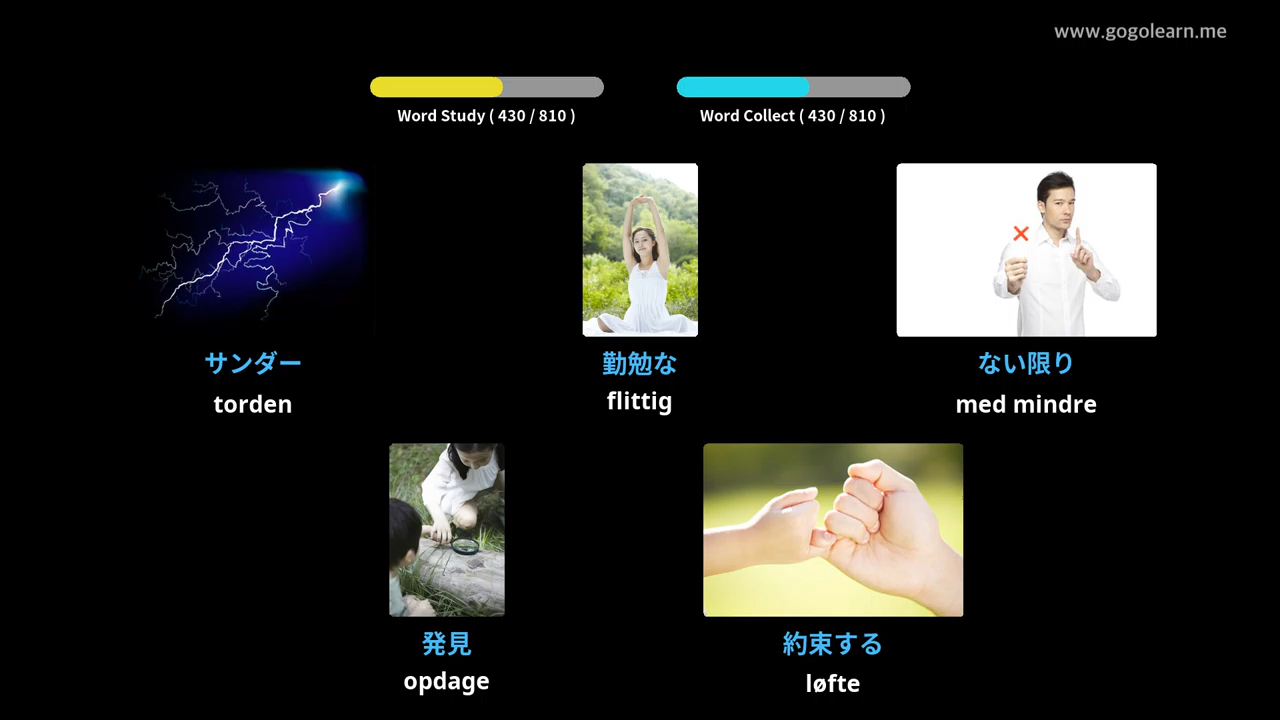 www.gogolearn.me
Word Study ( 430 / 810 )
Word Collect ( 430 / 810 )
サンダー
torden
勤勉な
flittig
ない限り
med mindre
発見
opdage
約束する
løfte